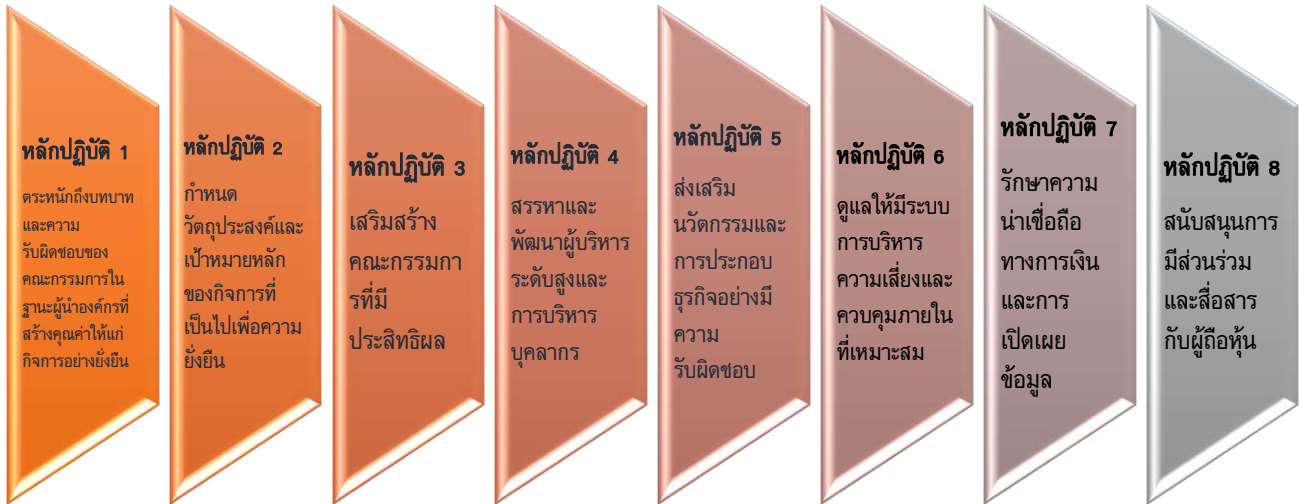 หลักปฏิบัติ 1
ตระหนักถึงบทบาท
และความ
รับผิดชอบของ
คณะกรรมการใน
ฐานะผู้นำองค์กรที่
สร้างคุณค่าให้แก่
กิจการอย่างยั่งยืน
หลักปฏิบัติ 2
กำหนด
วัตถุประสงค์และ
เป้าหมายหลัก
ของกิจการที่
เป็นไปเพื่อความ
ยั่งยืน
หลักปฏิบัติ 3
เสริมสร้าง
คณะกรรมกา
รที่มี
ประสิทธิผล
หลักปฏิบัติ 4
สรรหาและ
พัฒนาผู้บริหาร
ระดับสูงและ
การบริหาร
บุคลากร
หลักปฏิบัติ 5
ส่งเสริม
นวัตกรรมและ
การประกอบ
ธุรกิจอย่างมี
ความ
รับผิดชอบ
หลักปฏิบัติ 6
ดูแลให้มีระบบ
การบริหาร
ความเสี่ยงและ
ควบคุมภายใน
ที่เหมาะสม
หลักปฏิบัติ 7
รักษาความ
น่าเชื่อถือ
ทางการเงิน
และการ
เปิดเผย
ข้อมูล
หลักปฏิบัติ 8
สนับสนุนการ
มีส่วนร่วม
และสื่อสาร
กับผู้ถือหุ้น